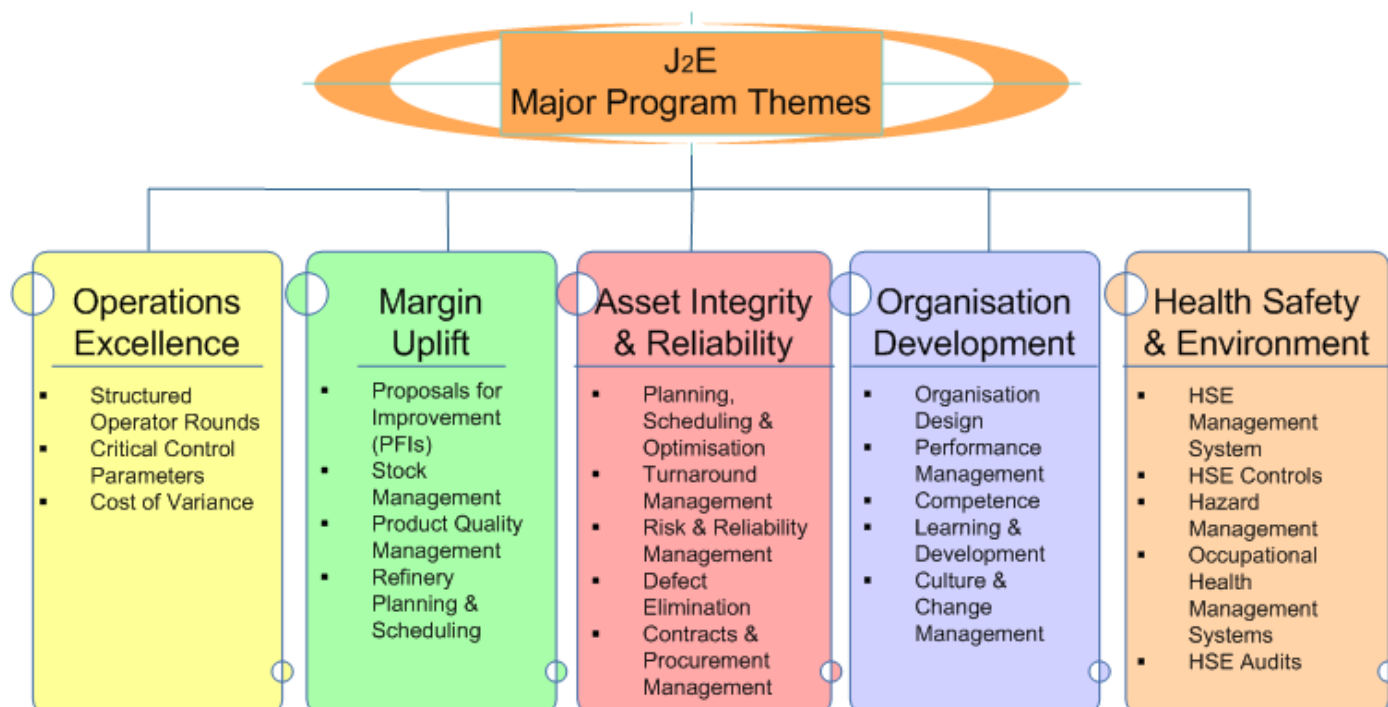 J2E
Major Program Themes
Operations
Excellence
▪ Structured
Operator Rounds
▪ Critical Control
Parameters
▪ Cost of Variance
Margin
Uplift
▪ Proposals for
Improvement
(PFIs)
▪ Stock
Management
▪ Product Quality
Management
▪ Refinery
Planning &
Scheduling
Asset Integrity
& Reliability
▪ Planning,
Scheduling &
Optimisation
▪ Turnaround
Management
▪ Risk & Reliability
Management
▪ Defect
Elimination
▪ Contracts &
Procurement
Management
Organisation
Development
▪ Organisation
Design
▪ Performance
Management
▪ Competence
▪ Learning &
Development
▪ Culture &
Change
Management
Health Safety
& Environment
▪ HSE
Management
System
▪ HSE Controls
▪ Hazard
Management
▪ Occupational
Health
Management
Systems
▪ HSE Audits